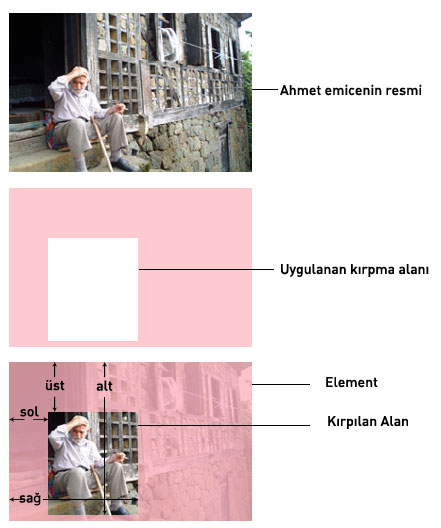 Ahmet emicenin resmi
Uygulanan kırpma alanı
üst
alt
Element
sol
Kırpılan Alan
sağ